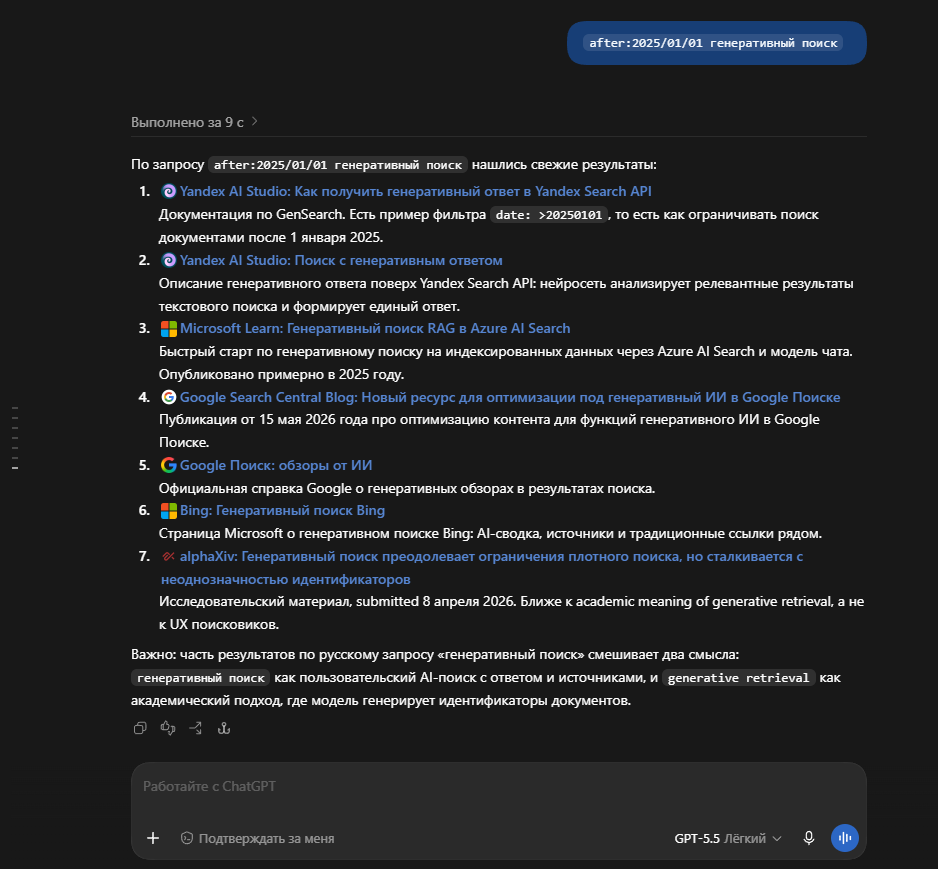 after:2025/01/01 генеративный поиск
Выполнено за 9 с
По запросу after:2025/01/01 генеративный поиск нашлись свежие результаты:
1. Yandex AI Studio: Как получить генеративный ответ в Yandex Search API
Документация по GenSearch. Есть пример фильтра date: >20250101, то есть как ограничивать поиск
документами после 1 января 2025.
2. Yandex AI Studio: Поиск с генеративным ответом
Описание генеративного ответа поверх Yandex Search API: нейросеть анализирует релевантные результаты
текстового поиска и формирует единый ответ.
3. Microsoft Learn: Генеративный поиск RAG в Azure AI Search
Быстрый старт по генеративному поиску на индексированных данных через Azure AI Search и модель чата.
Опубликовано примерно в 2025 году.
4. Google Search Central Blog: Новый ресурс для оптимизации под генеративный ИИ в Google Поиске
Публикация от 15 мая 2026 года про оптимизацию контента для функций генеративного ИИ в Google
Поиске.
5. Google Поиск: обзоры от ИИ
Официальная справка Google о генеративных обзорах в результатах поиска.
6. Bing: Генеративный поиск Bing
Страница Microsoft о генеративном поиске Bing: AI-сводка, источники и традиционные ссылки рядом.
7. alphaXiv: Генеративный поиск преодолевает ограничения плотного поиска, но сталкивается с
неоднозначностью идентификаторов
Исследовательский материал, submitted 8 апреля 2026. Ближе к academic meaning of generative retrieval, а не
к UX поисковиков.
Важно: часть результатов по русскому запросу «генеративный поиск» смешивает два смысла:
генеративный поиск как пользовательский AI-поиск с ответом и источниками, и generative retrieval как
академический подход, где модель генерирует идентификаторы документов.
Работайте с ChatGPT
Подтверждать за меня
GPT-5.5 Лёгкий